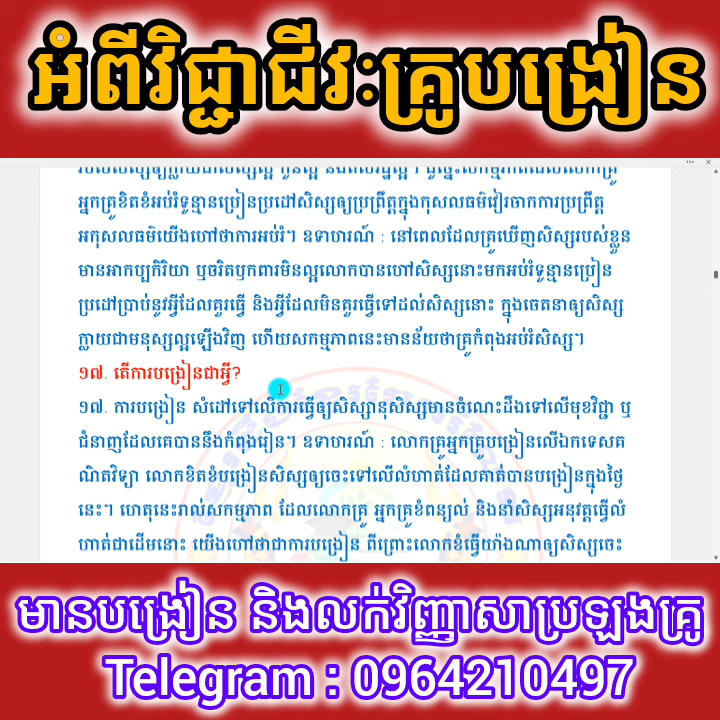 អំពីវិជ្ជាជីវៈគ្រូបង្រៀន
អ្នកគ្រូខិតខំអប់រំទូន្មានប្រៀនប្រដៅសិស្សឲ្យប្រព្រឹត្តក្នុងកុសលធម៌វៀរចាកការប្រព្រឹត្ត
អកុសលធម៌យើងហៅថាការអប់រំ។ ឧទាហរណ៍ : នៅពេលដែលគ្រូឃើញសិស្សរបស់ខ្លួន
មានអាកប្បកិរិយា ឬចរិតឫកពារមិនល្អលោកបានហៅសិស្សនោះមកអប់រំទូន្មានប្រៀន
ប្រដៅប្រាប់នូវអ្វីដែលគួរធ្វើ និងអ្វីដែលមិនគួរធ្វើទៅដល់សិស្សនោះ ក្នុងចេតនាឲ្យសិស្ស
ក្លាយជាមនុស្សល្អឡើងវិញ ហើយសកម្មភាពនេះមានន័យថាគ្រូកំពុងអប់រំសិស្ស។
១៧. តើការបង្រៀនជាអ្វី?
១៧. ការបង្រៀន សំដៅទៅលើការធ្វើឲ្យសិស្សានុសិស្សមានចំណេះដឹងទៅលើមុខវិជ្ជា ឬ
ជំនាញដែលគេបាននឹងកំពុងរៀន។ ឧទាហរណ៍ : លោកគ្រូអ្នកគ្រូបង្រៀនលើឯកទេសគ
ណិតវិទ្យា លោកខិតខំបង្រៀនសិស្សឲ្យចេះទៅលើលំហាត់ដែលគាត់បានបង្រៀនក្នុងថ្ងៃ
នេះ។ ហេតុនេះរាល់សកម្មភាព ដែលលោកគ្រូ អ្នកគ្រូខំពន្យល់ និងនាំសិស្សអនុវត្តធ្វើលំ
ហាត់ជាដើមនោះ យើងហៅថាជាការបង្រៀន ពីព្រោះលោកខំធ្វើយ៉ាងណាឲ្យសិស្សចេះ
មានបង្រៀន និងលក់វិញ្ញាសាប្រឡងគ្រូ
Telegram : 0964210497